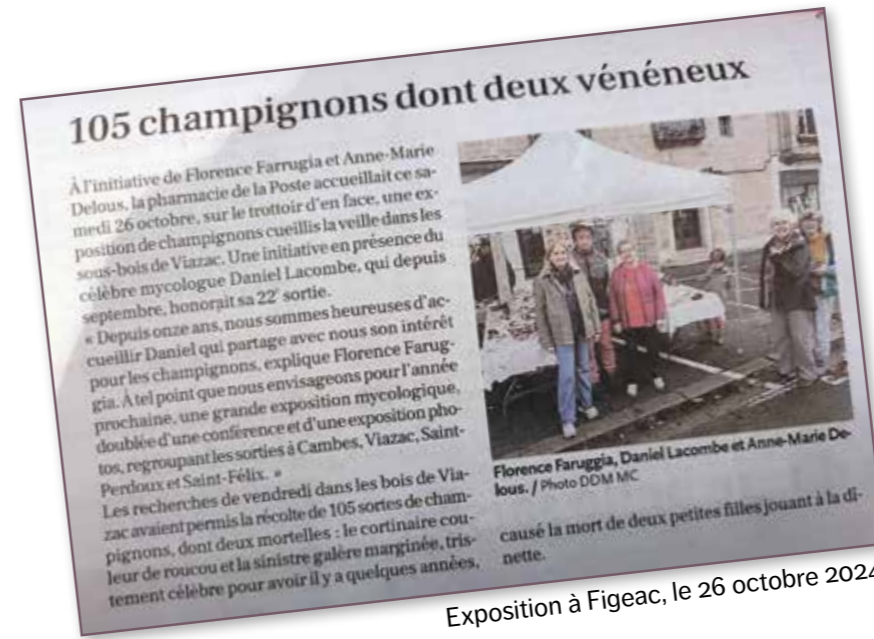 105 champignons dont deux vénéneux
À l'initiative de Florence Farrugia et Anne-Marie
Delous, la pharmacie de la Poste accueillait ce sa-
medi 26 octobre, sur le trottoir d'en face, une ex-
position de champignons cueillis la veille dans les
sous-bois de Viazac. Une initiative en présence du
célèbre mycologue Daniel Lacombe, qui depuis
septembre, honorait sa 22e sortie.
« Depuis onze ans, nous sommes heureuses d'ac-
cueillir Daniel qui partage avec nous son intérêt
pour les champignons, explique Florence Farug-
gia. À tel point que nous envisageons pour l'année
prochaine, une grande exposition mycologique,
doublée d'une conférence et d'une exposition pho-
tos, regroupant les sorties à Cambes, Viazac, Saint-
Perdoux et Saint-Félix. »
Les recherches de vendredi dans les bois de Via-
zac avaient permis la récolte de 105 sortes de cham-
pignons, dont deux mortelles : le cortinaire cou-
leur de roucou et la sinistre galère marginée, tris-
tement célèbre pour avoir il y a quelques années,
Florence Faruggia, Daniel Lacombe et Anne-Marie De-
lous. / Photo DDM MC
causé la mort de deux petites filles jouant à la dî-
nette.
Exposition à Figeac, le 26 octobre 2024